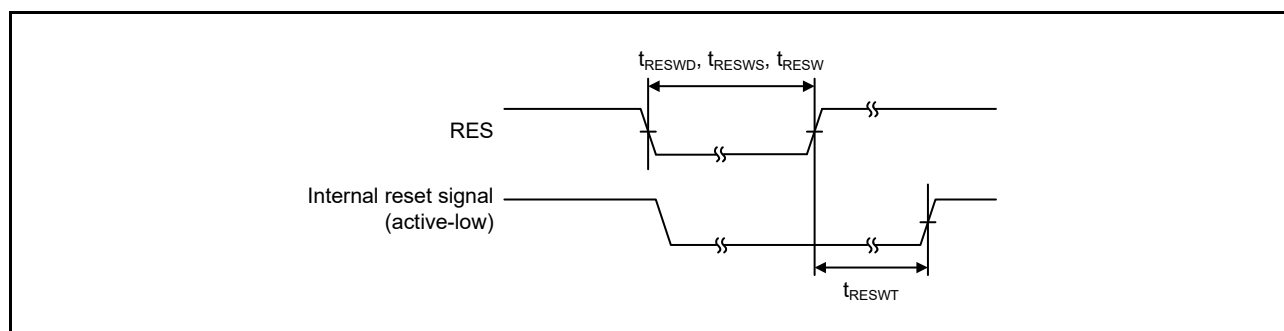 tRESWD, tRESWS, tRESW
RES
Internal reset signal
(active-low)
tRESWT